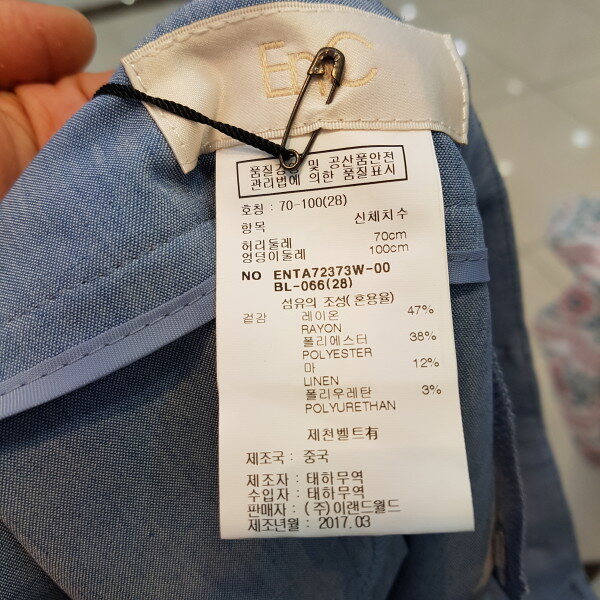 EnC
품질경영 및 공산품안전
관리법에 의한 품질표시
호칭 : 70-100(28)
항목 신체치수
허리둘레 70cm
엉덩이둘레 100cm
NO ENTA72373W-00
BL-066(28)
섬유의 조성(혼용율)
겉감 레이온 47%
RAYON
폴리에스터 38%
POLYESTER
마 12%
LINEN
폴리우레탄 3%
POLYURETHAN
제천벨트有
제조국 : 중국
제조자 : 태하무역
수입자 : 태하무역
판매자 : (주)이랜드월드
제조년월 : 2017.03